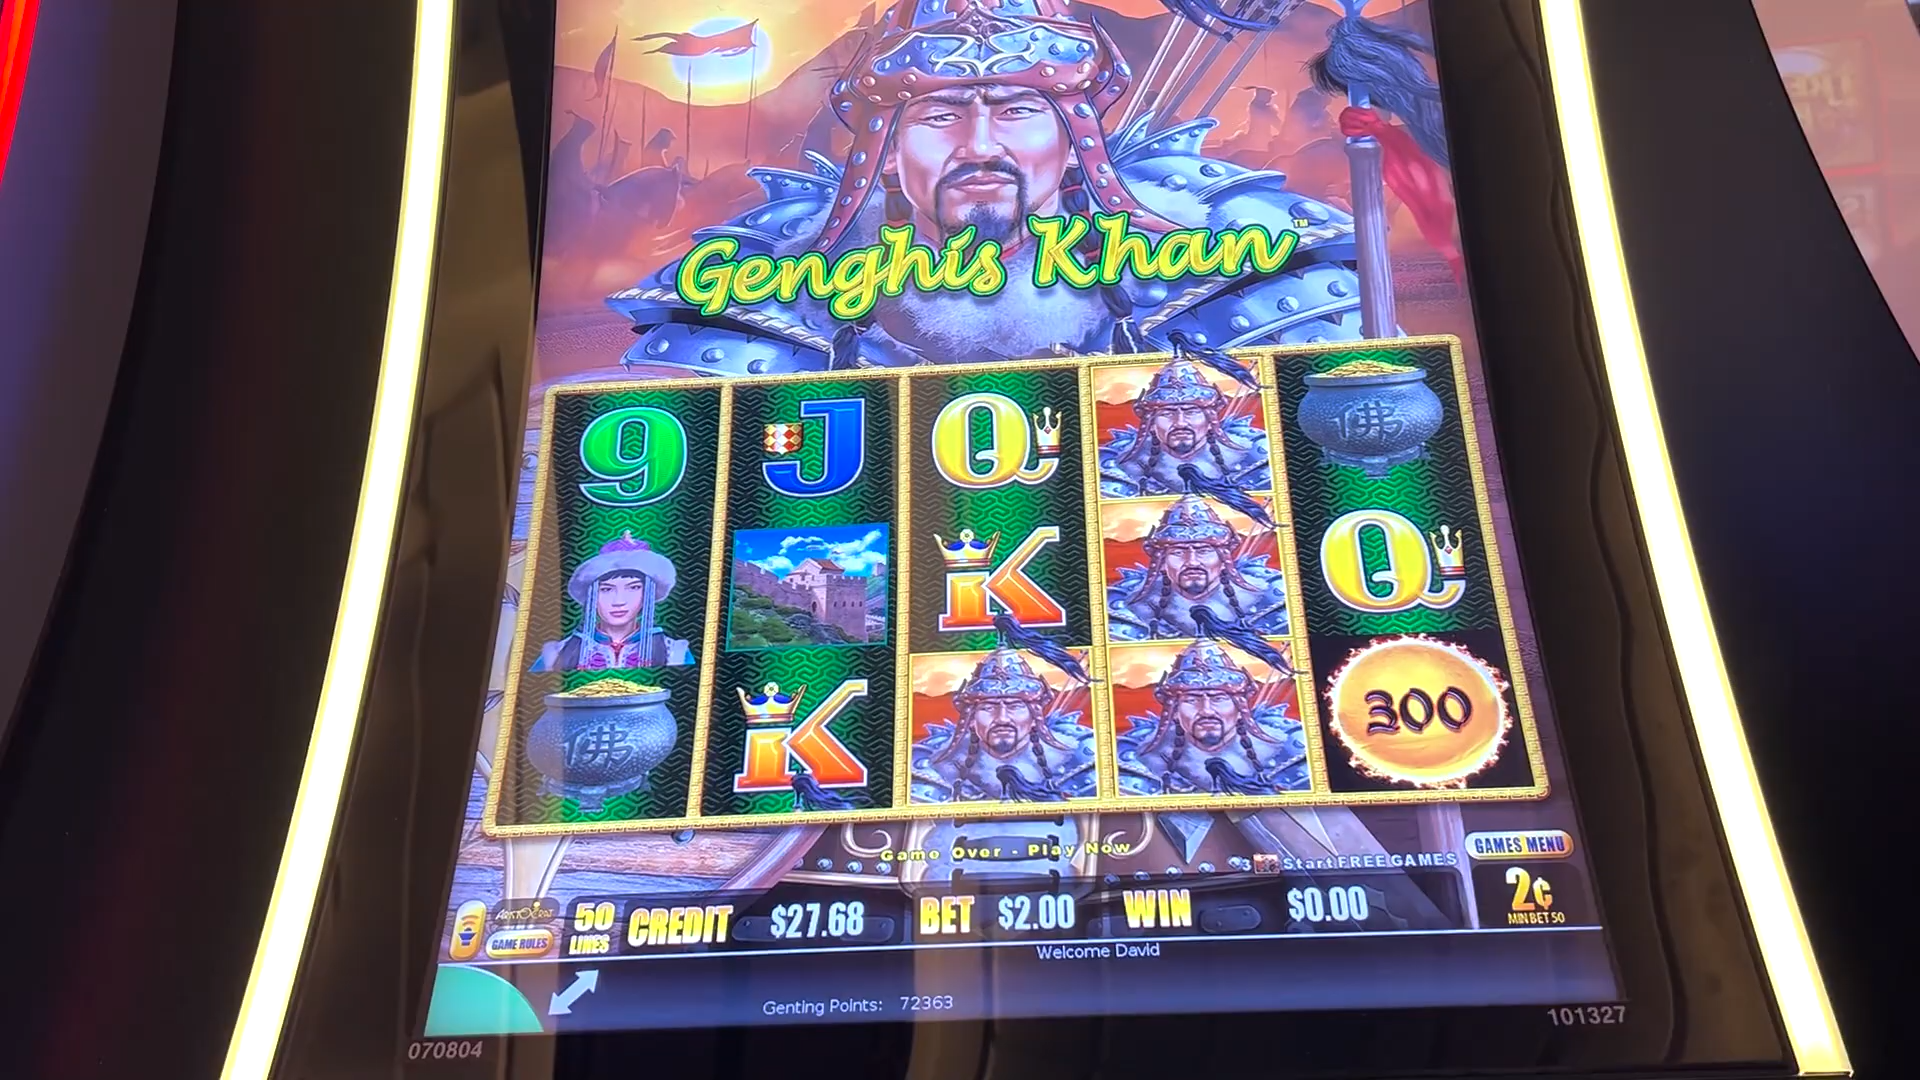 Genghis Khan™
9 J Q 佛
K Q
佛 K 300
Game Over - Play Now
3 Start FREE GAMES
GAMES MENU
ARISTOCRAT
GAME RULES
50 LINES
CREDIT $27.68
BET $2.00
WIN $0.00
2¢
MIN BET 50
Welcome David
Genting Points: 72363
070804
101327